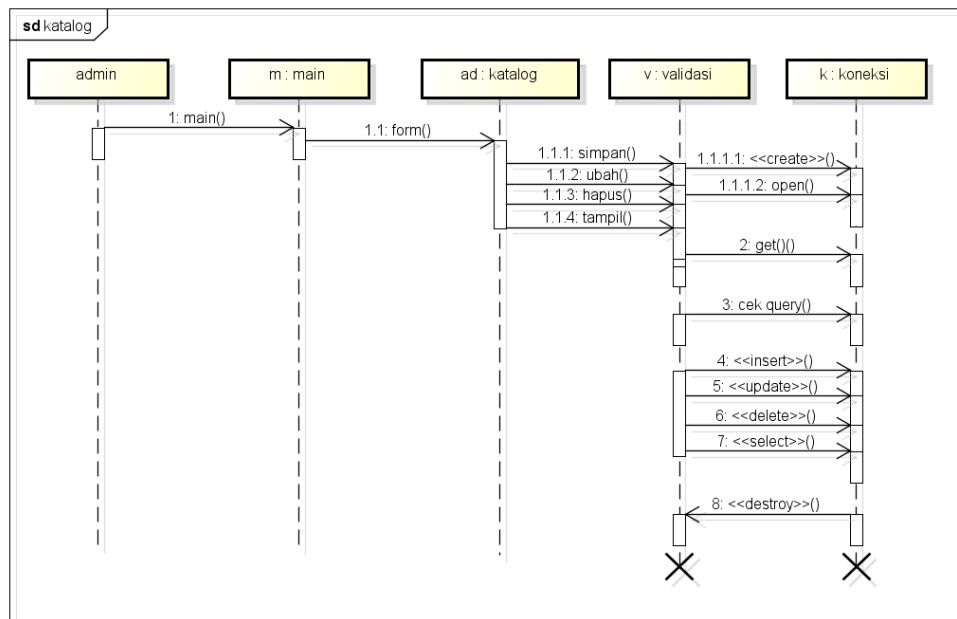 sd katalog
admin
m : main
ad : katalog
v : validasi
k : koneksi
1: main()
1.1: form()
1.1.1: simpan()
1.1.1.1: <<create>>()
1.1.2: ubah()
1.1.1.2: open()
1.1.3: hapus()
1.1.4: tampil()
2: get()()
3: cek query()
4: <<insert>>()
5: <<update>>()
6: <<delete>>()
7: <<select>>()
8: <<destroy>>()